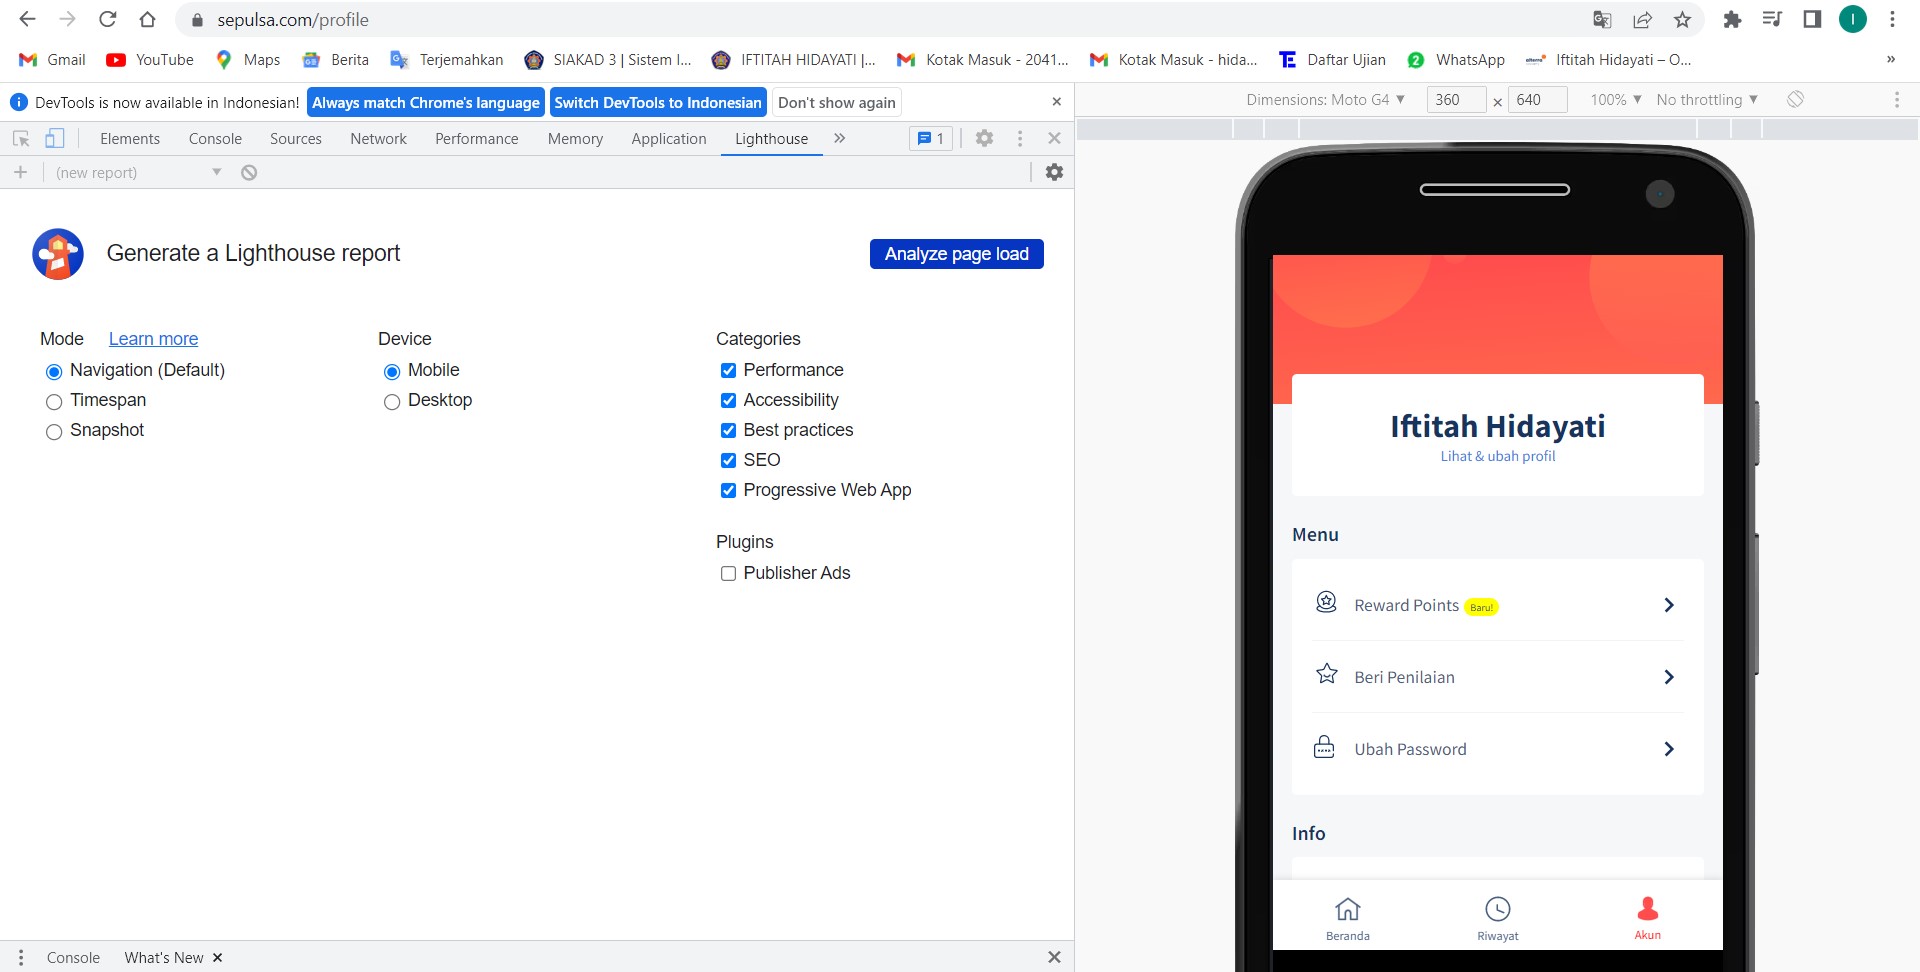 sepulsa.com/profile
Gmail YouTube Maps Berita Terjemahkan SIAKAD 3 | Sistem I... IFTITAH HIDAYATI |... Kotak Masuk - 2041... Kotak Masuk - hida... Daftar Ujian 2 WhatsApp Iftitah Hidayati – O... »
DevTools is now available in Indonesian! Always match Chrome's language Switch DevTools to Indonesian Don't show again
Elements Console Sources Network Performance Memory Application Lighthouse » 1
(new report)
Generate a Lighthouse report
Analyze page load
Mode Learn more
Navigation (Default)
Timespan
Snapshot
Device
Mobile
Desktop
Categories
Performance
Accessibility
Best practices
SEO
Progressive Web App
Plugins
Publisher Ads
Console What's New
I
Dimensions: Moto G4 360 × 640 100% No throttling
Iftitah Hidayati
Lihat & ubah profil
Menu
Reward Points Baru!
Beri Penilaian
Ubah Password
Info
Beranda Riwayat Akun